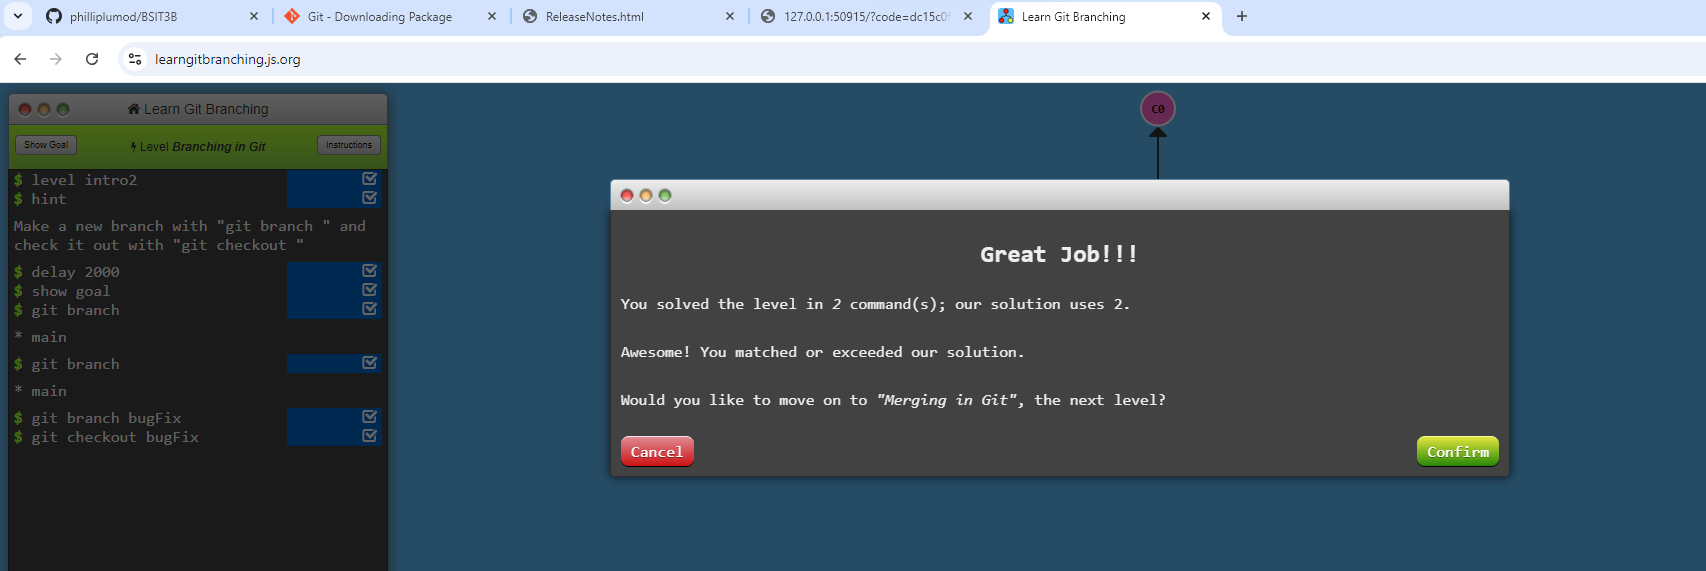 philliplumod/BSIT3B
Git - Downloading Package
ReleaseNotes.html
127.0.0.1:50915/?code=dc15c0
Learn Git Branching
learngitbranching.js.org
Learn Git Branching
Show Goal
Level Branching in Git
Instructions
$ level intro2
$ hint
Make a new branch with "git branch " and
check it out with "git checkout "
$ delay 2000
$ show goal
$ git branch
* main
$ git branch
* main
$ git branch bugFix
$ git checkout bugFix
C0
Great Job!!!
You solved the level in 2 command(s); our solution uses 2.
Awesome! You matched or exceeded our solution.
Would you like to move on to "Merging in Git", the next level?
Cancel
Confirm